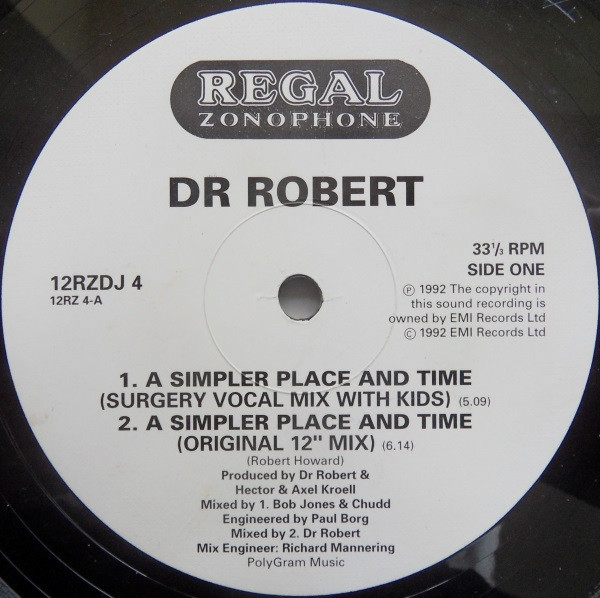 REGAL
ZONOPHONE
DR ROBERT
33⅓ RPM
SIDE ONE
12RZDJ 4
12RZ 4-A
℗ 1992 The copyright in
this sound recording is
owned by EMI Records Ltd
© 1992 EMI Records Ltd
1. A SIMPLER PLACE AND TIME
(SURGERY VOCAL MIX WITH KIDS) (5.09)
2. A SIMPLER PLACE AND TIME
(ORIGINAL 12" MIX) (6.14)
(Robert Howard)
Produced by Dr Robert &
Hector & Axel Kroell
Mixed by 1. Bob Jones & Chudd
Engineered by Paul Borg
Mixed by 2. Dr Robert
Mix Engineer: Richard Mannering
PolyGram Music